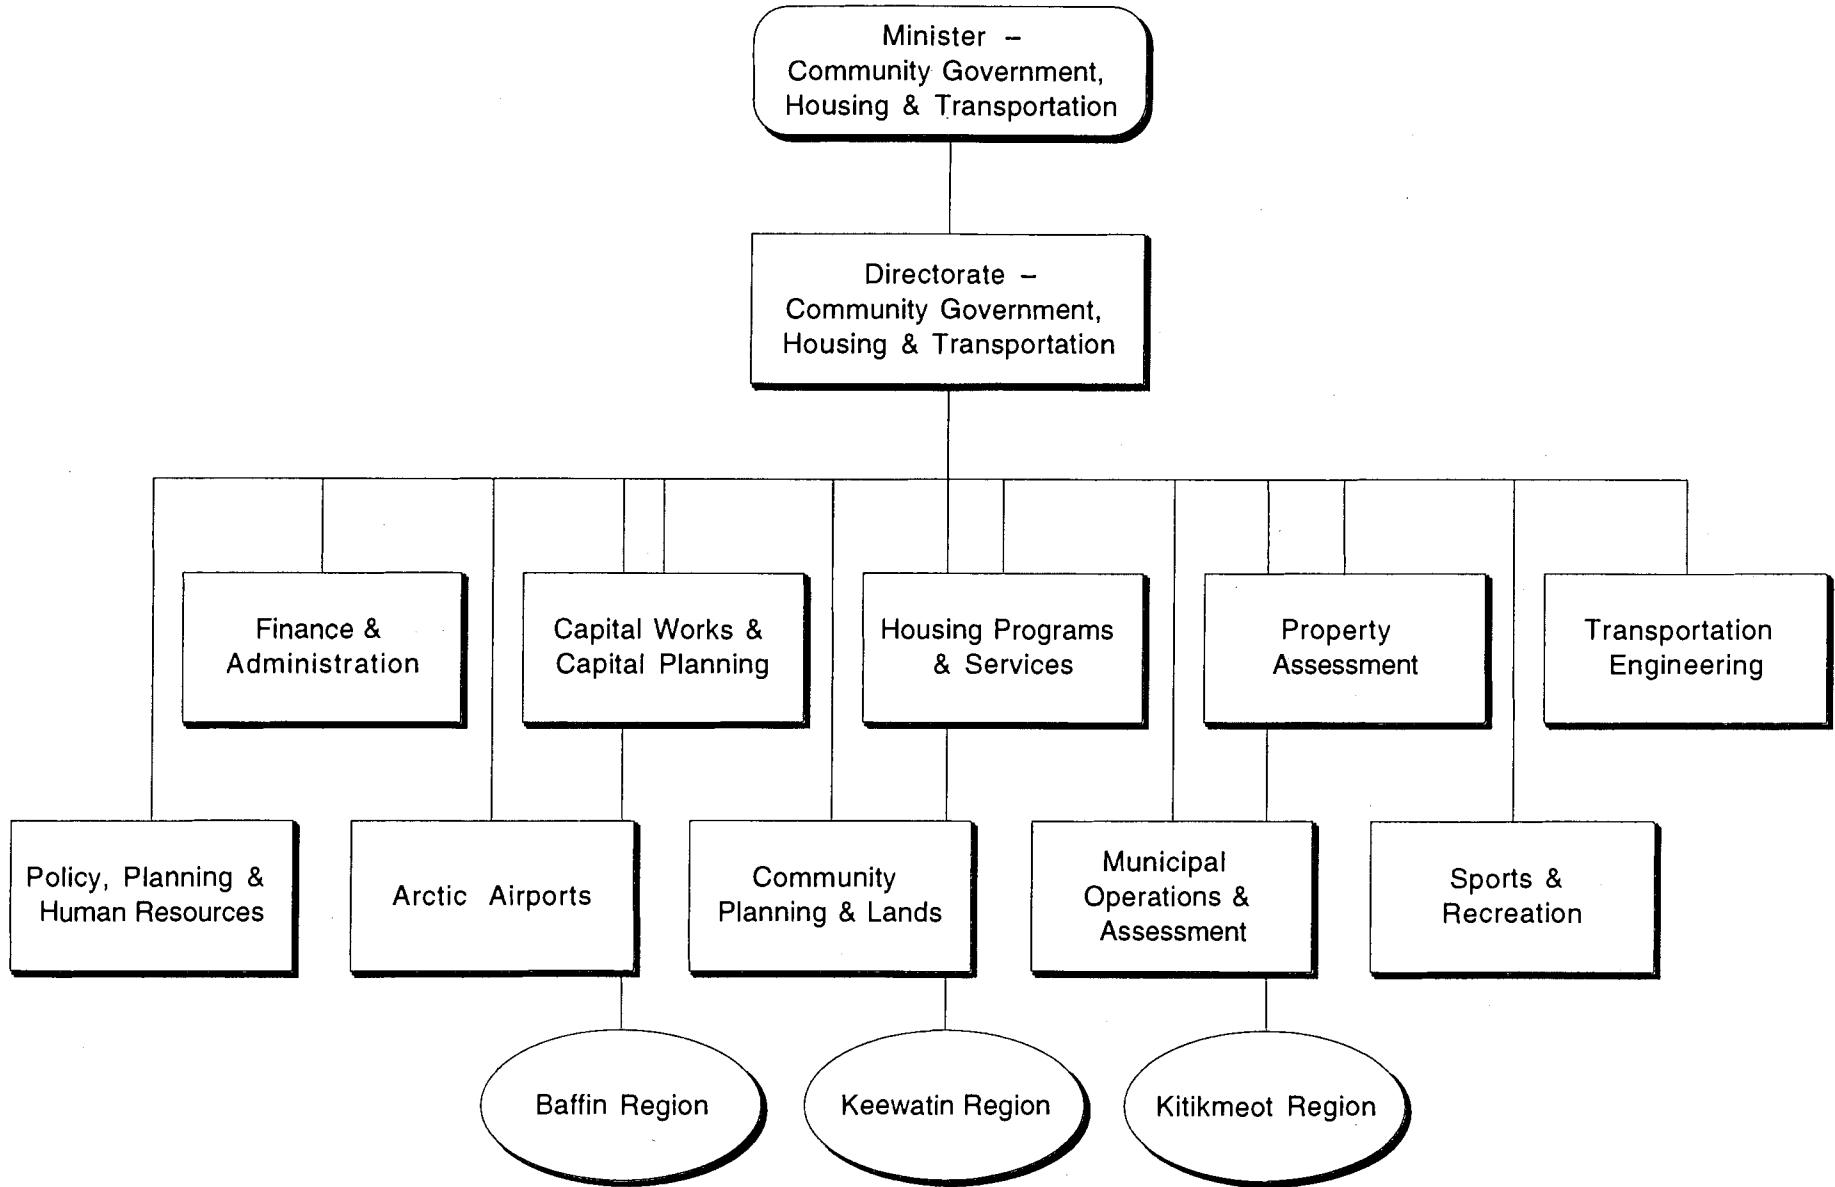 Minister –
Community Government,
Housing & Transportation
Directorate –
Community Government,
Housing & Transportation
Finance &
Administration
Capital Works &
Capital Planning
Housing Programs
& Services
Property
Assessment
Transportation
Engineering
Policy, Planning &
Human Resources
Arctic Airports
Community
Planning & Lands
Municipal
Operations &
Assessment
Sports &
Recreation
Baffin Region
Keewatin Region
Kitikmeot Region